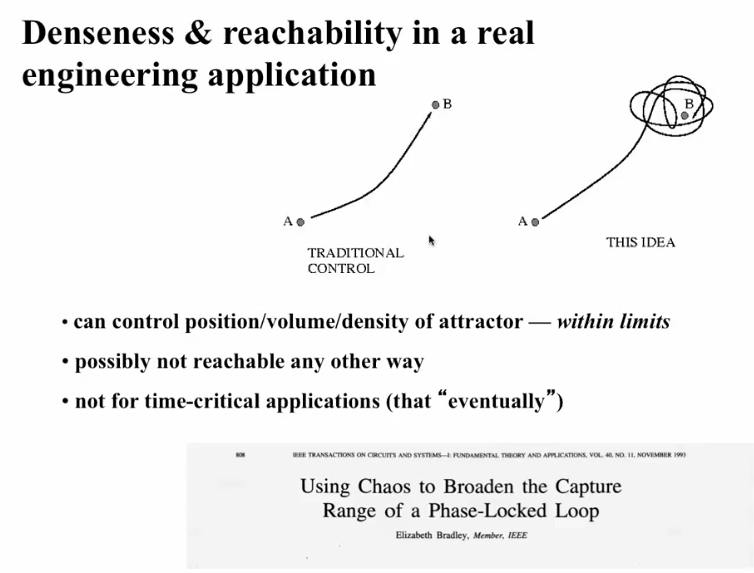 Denseness & reachability in a real
engineering application
B
B
A
A
TRADITIONAL
CONTROL
THIS IDEA
• can control position/volume/density of attractor — within limits
• possibly not reachable any other way
• not for time-critical applications (that “eventually”)
808
IEEE TRANSACTIONS ON CIRCUITS AND SYSTEMS—I: FUNDAMENTAL THEORY AND APPLICATIONS, VOL. 40, NO. 11, NOVEMBER 1993
Using Chaos to Broaden the Capture
Range of a Phase-Locked Loop
Elizabeth Bradley, Member, IEEE